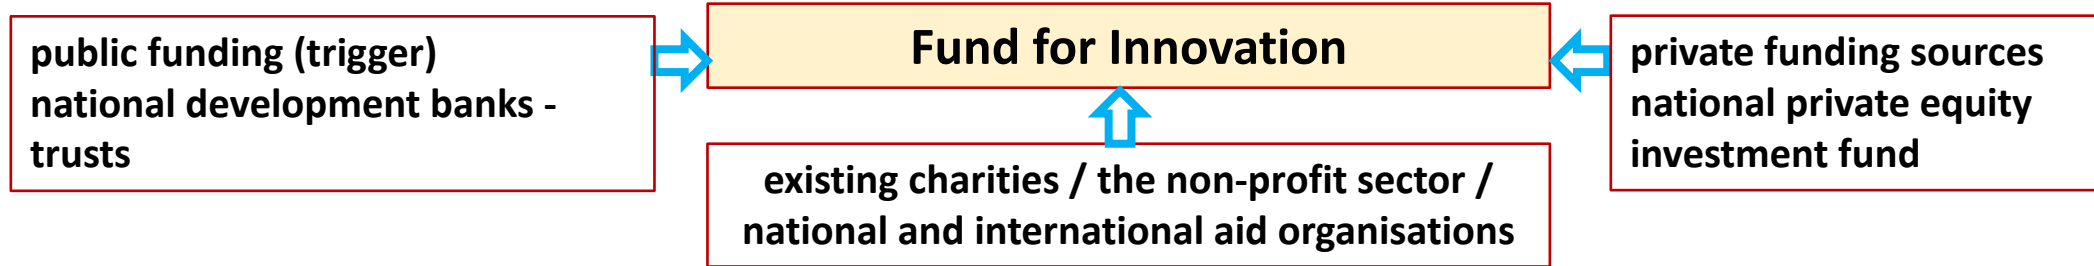 public funding (trigger)
national development banks -
trusts
Fund for Innovation
existing charities / the non-profit sector /
national and international aid organisations
private funding sources
national private equity
investment fund